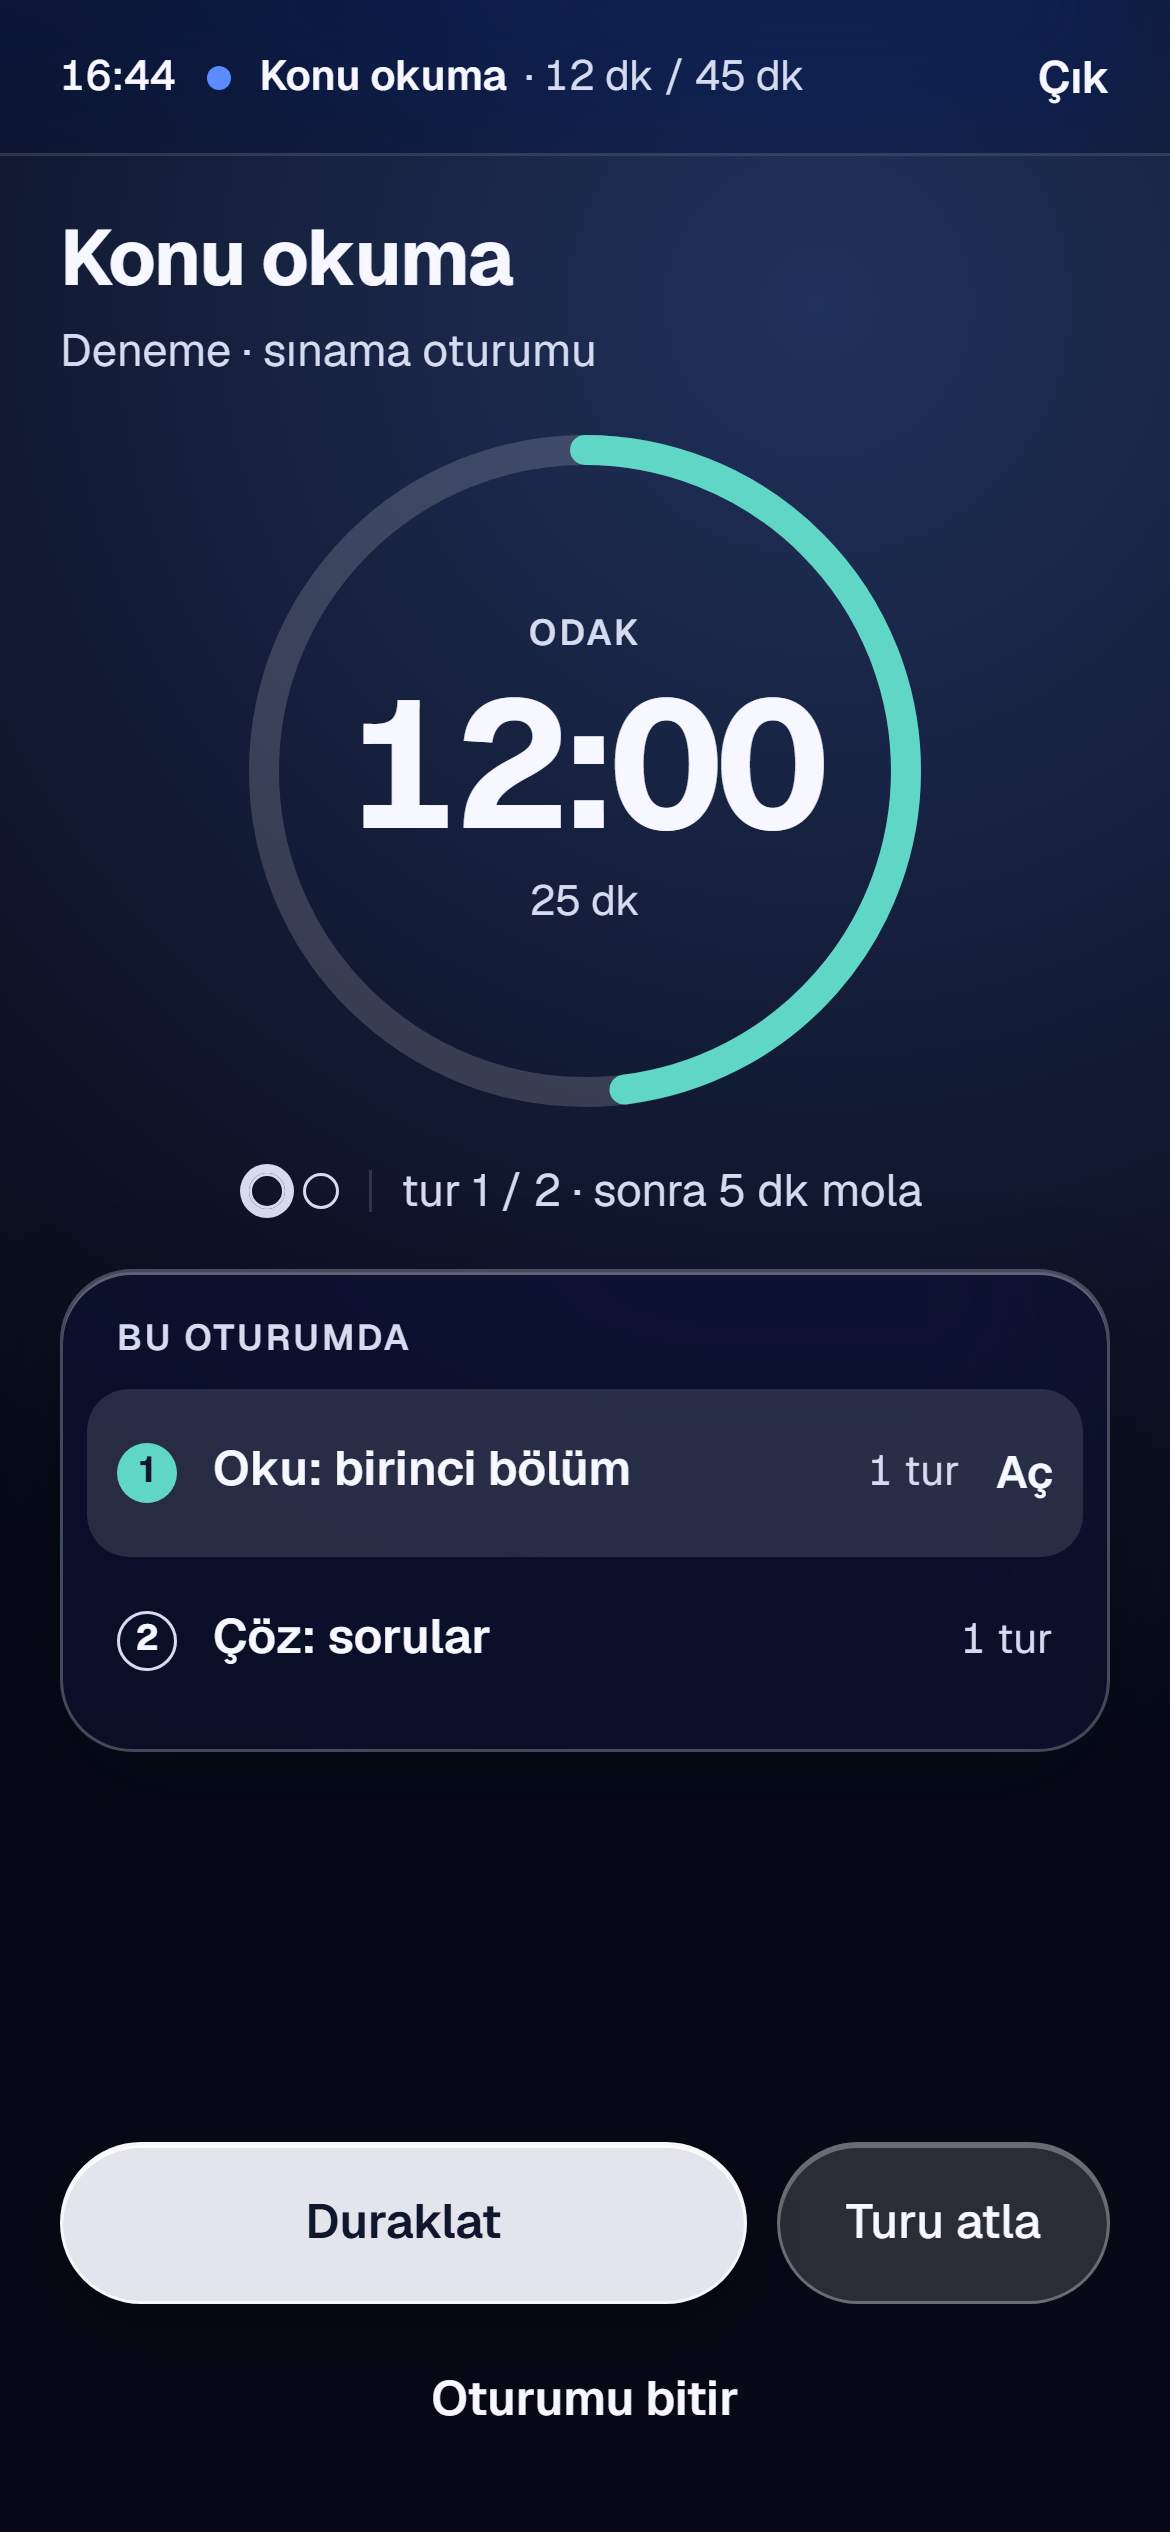 16:44 Konu okuma · 12 dk / 45 dk Çık
Konu okuma
Deneme · sınama oturumu
ODAK
12:00
25 dk
tur 1 / 2 · sonra 5 dk mola
BU OTURUMDA
1 Oku: birinci bölüm 1 tur Aç
2 Çöz: sorular 1 tur
Duraklat Turu atla
Oturumu bitir